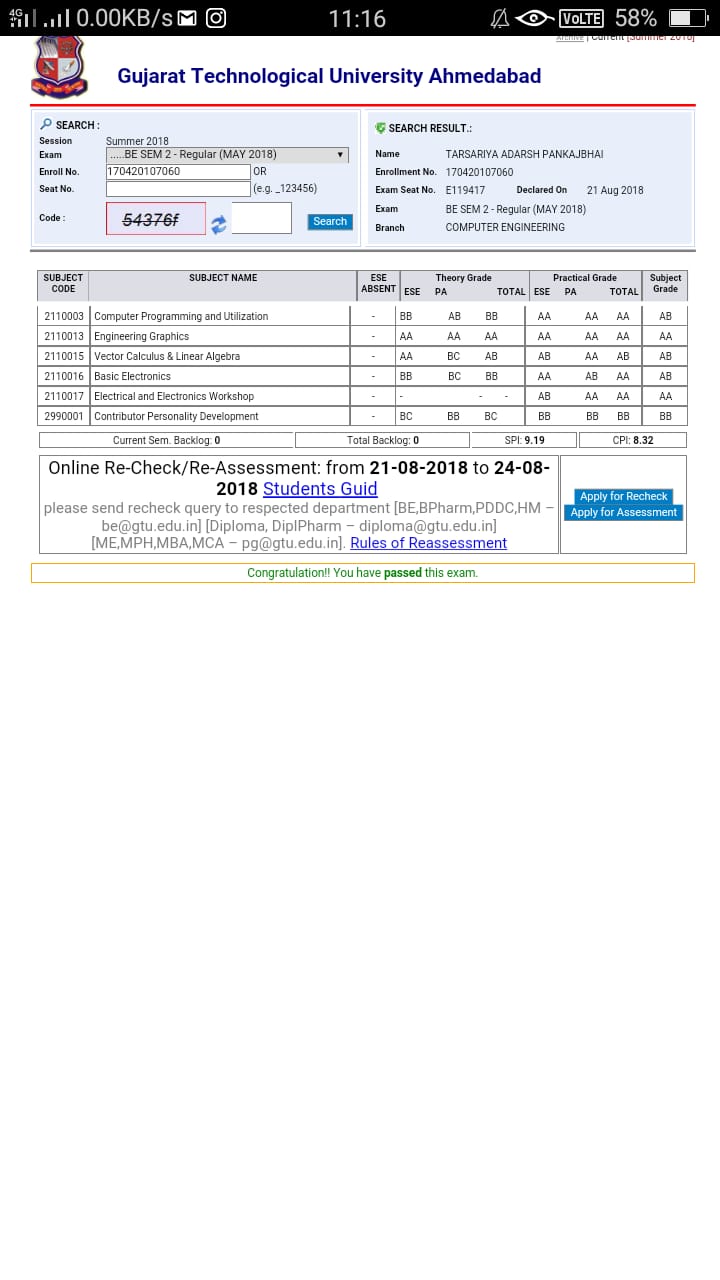 4G 0.00KB/s 11:16 VoLTE 58%
Archive | Current [Summer 2018]
Gujarat Technological University Ahmedabad
SEARCH :
Session Summer 2018
Exam .....BE SEM 2 - Regular (MAY 2018)
Enroll No. 170420107060 OR
Seat No. (e.g. _123456)
Code : 54376f Search
SEARCH RESULT.:
Name TARSARIYA ADARSH PANKAJBHAI
Enrollment No. 170420107060
Exam Seat No. E119417 Declared On 21 Aug 2018
Exam BE SEM 2 - Regular (MAY 2018)
Branch COMPUTER ENGINEERING
SUBJECT CODE SUBJECT NAME ESE ABSENT Theory Grade Practical Grade Subject Grade
ESE PA TOTAL ESE PA TOTAL
2110003 Computer Programming and Utilization - BB AB BB AA AA AA AB
2110013 Engineering Graphics - AA AA AA AA AA AA AA
2110015 Vector Calculus & Linear Algebra - AA BC AB AB AA AB AB
2110016 Basic Electronics - BB BC BB AA AB AA AB
2110017 Electrical and Electronics Workshop - - - - AB AA AA AA
2990001 Contributor Personality Development - BC BB BC BB BB BB BB
Current Sem. Backlog: 0 Total Backlog: 0 SPI: 9.19 CPI: 8.32
Online Re-Check/Re-Assessment: from 21-08-2018 to 24-08-
2018 Students Guid
please send recheck query to respected department [BE,BPharm,PDDC,HM –
be@gtu.edu.in] [Diploma, DiplPharm – diploma@gtu.edu.in]
[ME,MPH,MBA,MCA – pg@gtu.edu.in]. Rules of Reassessment
Apply for Recheck
Apply for Assessment
Congratulation!! You have passed this exam.